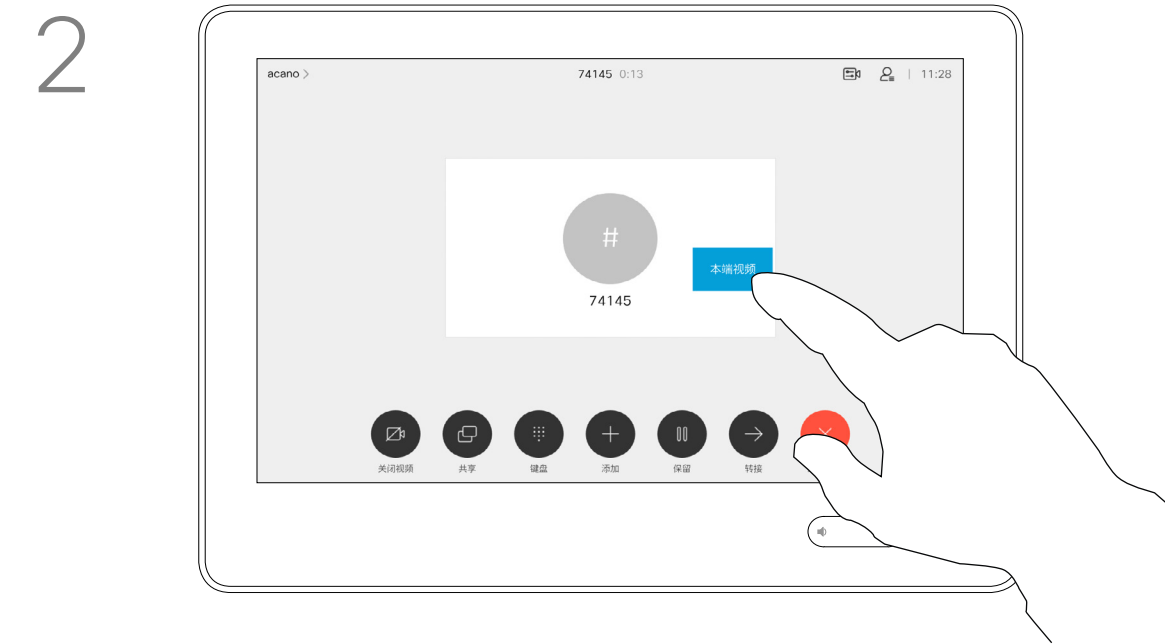 2
acano >
74145 0:13
11:28
#
本端视频
74145
关闭视频
共享
键盘
添加
保留
转接